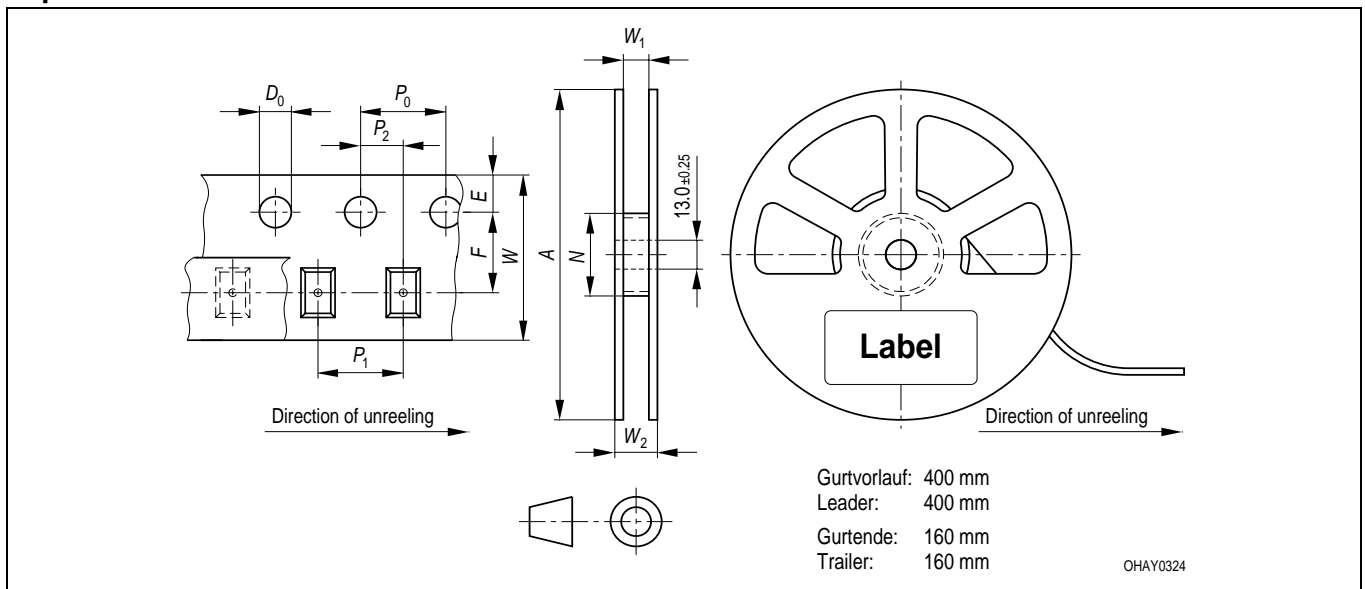 W1
D0
P0
P2
E
F
W
A
N
13.0±0.25
P1
Label
Direction of unreeling
W2
Direction of unreeling
Gurtvorlauf: 400 mm
Leader: 400 mm
Gurtende: 160 mm
Trailer: 160 mm
OHAY0324